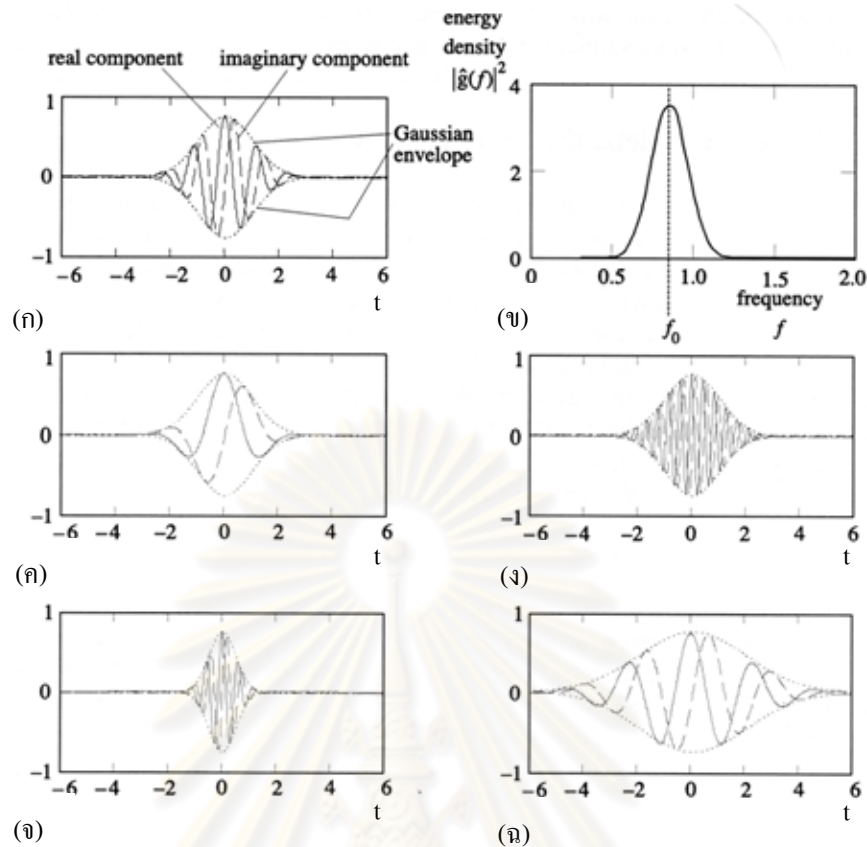 real component imaginary component
Gaussian
envelope
1
0
−1
−6 −4 −2 0 2 4 6
t
(ก)
energy
density
|ĝ(f)|²
4
2
0
0 0.5 1.0 1.5 2.0
frequency
f₀ f
(ข)
1
0
−1
−6 −4 −2 0 2 4 6
t
(ค)
1
0
−1
−6 −4 −2 0 2 4 6
t
(ง)
1
0
−1
−6 −4 −2 0 2 4 6
t
(จ)
1
0
−1
−6 −4 −2 0 2 4 6
t
(ฉ)